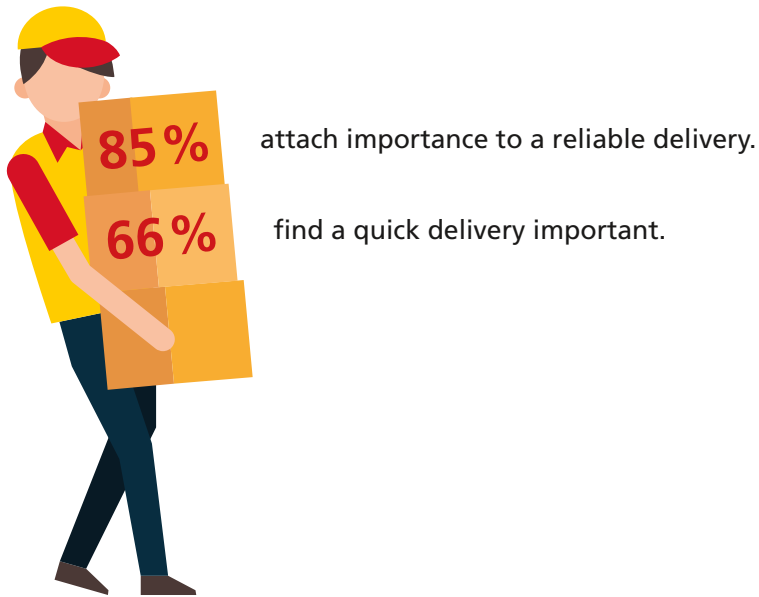 85% attach importance to a reliable delivery.
66% find a quick delivery important.